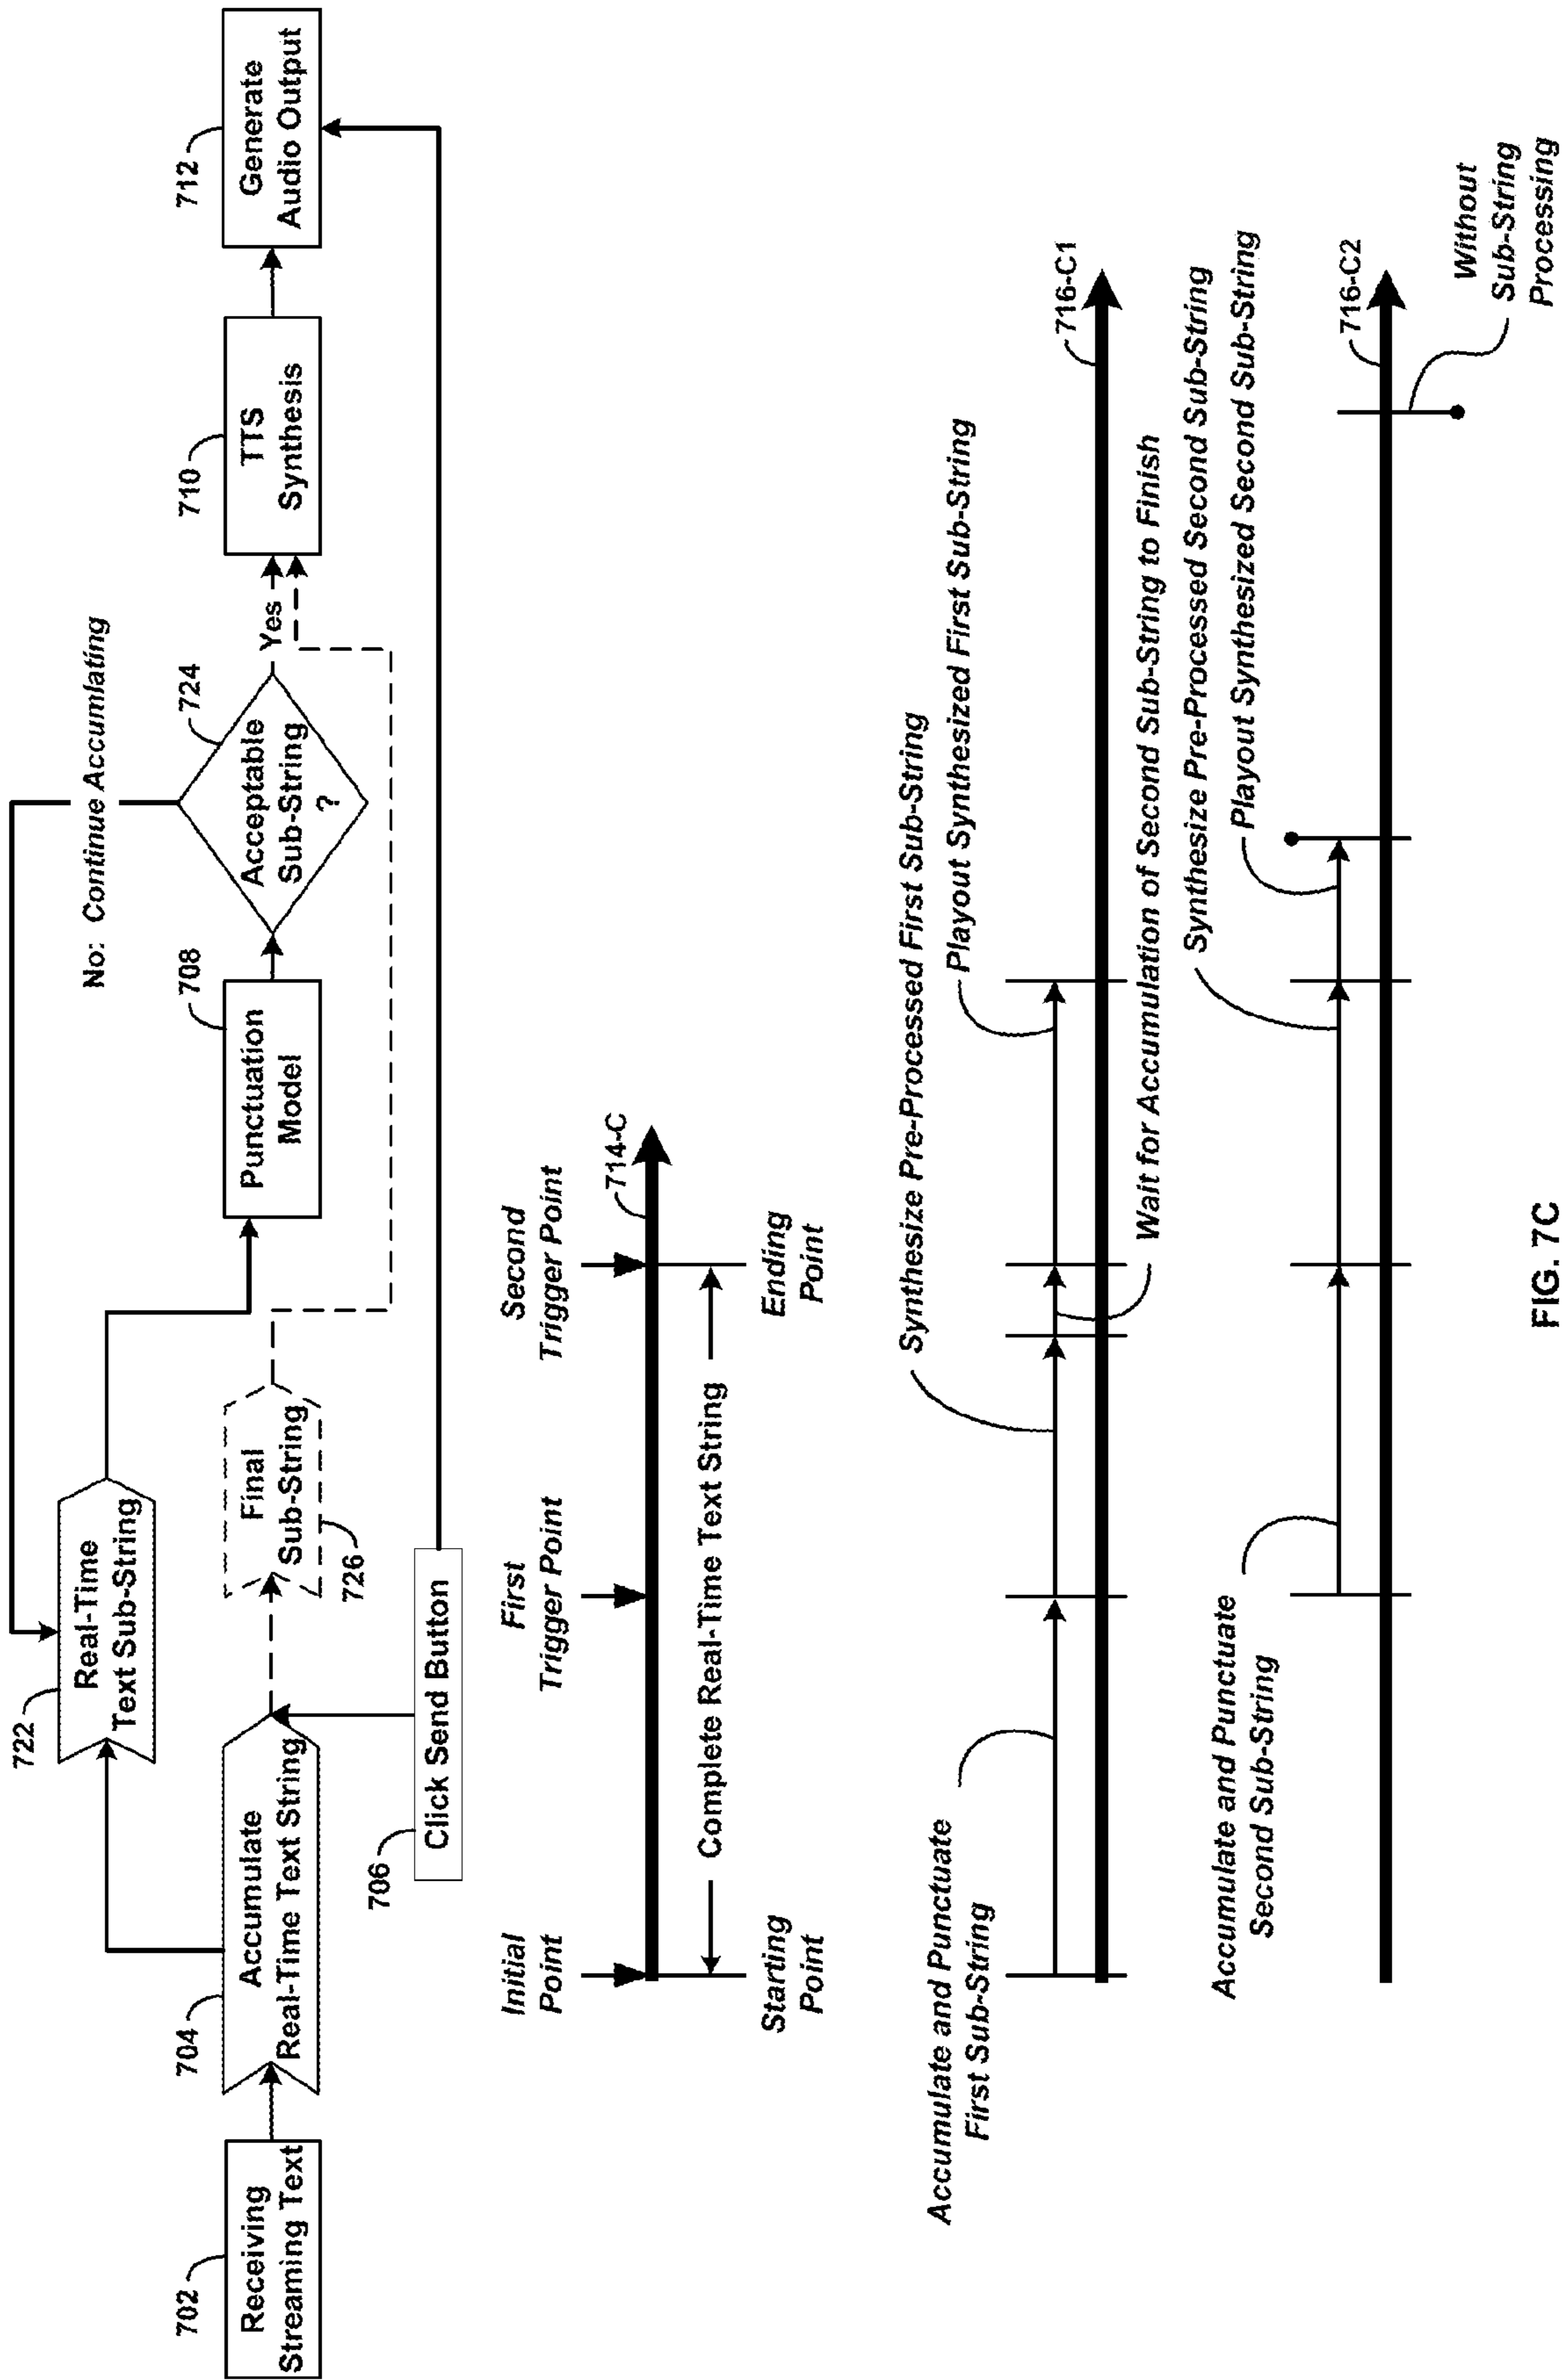 702
Receiving
Streaming Text
704
Accumulate
Real-Time Text String
722
Real-Time
Text Sub-String
706
Click Send Button
Final
Sub-String
726
708
Punctuation
Model
No: Continue Accumlating
724
Acceptable
Sub-String
?
Yes
710
TTS
Synthesis
712
Generate
Audio Output
Initial
Point
First
Trigger Point
Second
Trigger Point
714-C
Complete Real-Time Text String
Starting
Point
Ending
Point
Accumulate and Punctuate
First Sub-String
Synthesize Pre-Processed First Sub-String
Playout Synthesized First Sub-String
716-C1
Wait for Accumulation of Second Sub-String to Finish
Accumulate and Punctuate
Second Sub-String
Synthesize Pre-Processed Second Sub-String
Playout Synthesized Second Sub-String
716-C2
Without
Sub-String
Processing
FIG. 7C